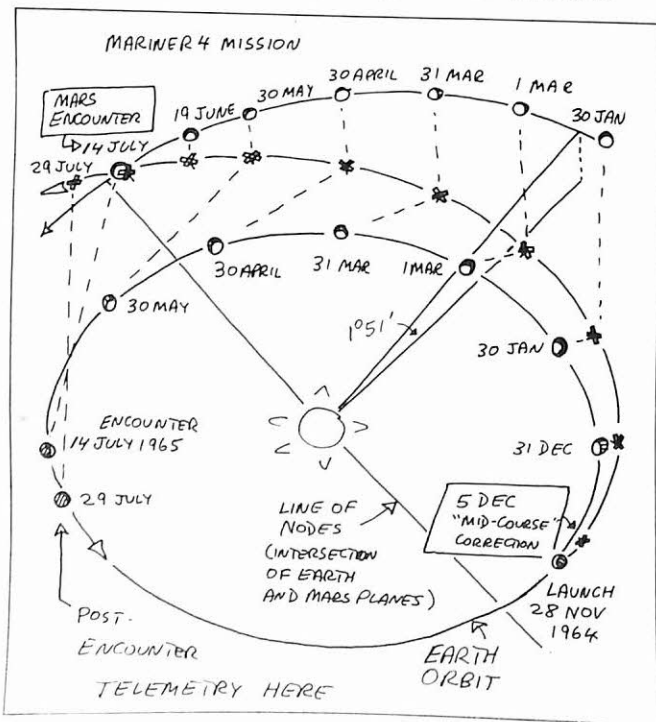 MARINER 4 MISSION
30 APRIL
31 MAR
1 MAR
30 MAY
30 JAN
19 JUNE
MARS
ENCOUNTER
14 JULY
29 JULY
30 APRIL
31 MAR
1 MAR
30 MAY
1°51'
30 JAN
ENCOUNTER
14 JULY 1965
31 DEC
29 JULY
LINE OF
NODES
(INTERSECTION
OF EARTH
AND MARS PLANES)
5 DEC
"MID-COURSE"
CORRECTION
LAUNCH
28 NOV
1964
POST-
ENCOUNTER
TELEMETRY HERE
EARTH
ORBIT